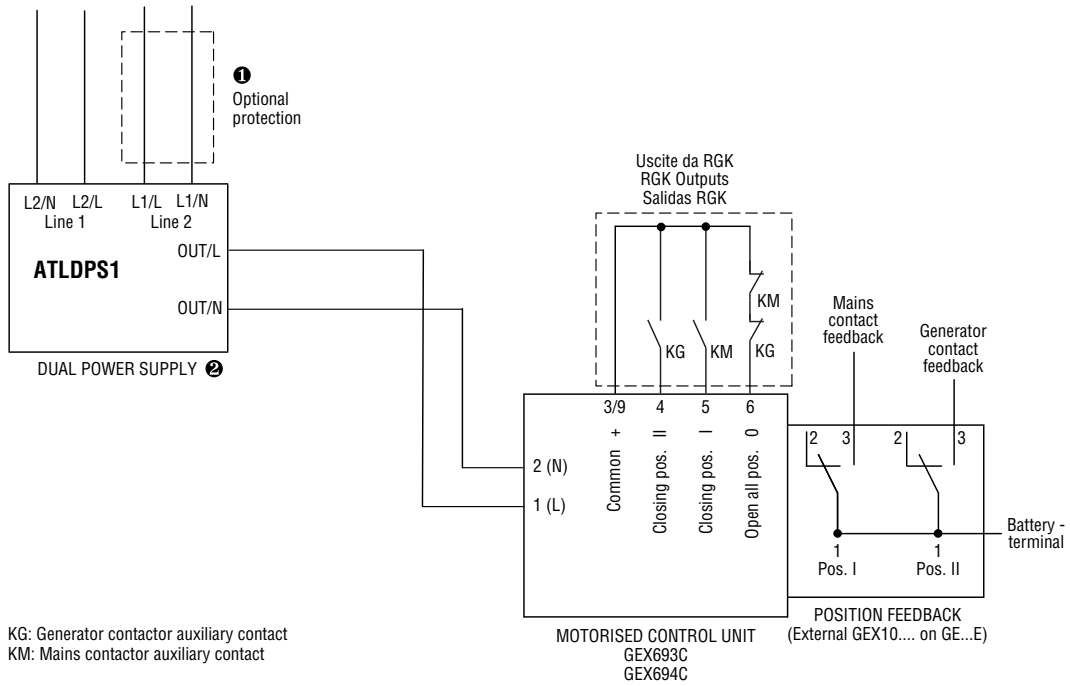 ❶
Optional
protection
L2/N L2/L L1/L L1/N
Line 1 Line 2
OUT/L
ATLDPS1
OUT/N
DUAL POWER SUPPLY ❷
Uscite da RGK
RGK Outputs
Salidas RGK
KM
KG KM KG
3/9 4 5 6
Common +
Closing pos. II
Closing pos. I
Open all pos. 0
2 (N)
1 (L)
MOTORISED CONTROL UNIT
GEX693C
GEX694C
Mains
contact
feedback
Generator
contact
feedback
2 3 2 3
1 1
Pos. I Pos. II
Battery -
terminal
POSITION FEEDBACK
(External GEX10.... on GE...E)
KG: Generator contactor auxiliary contact
KM: Mains contactor auxiliary contact